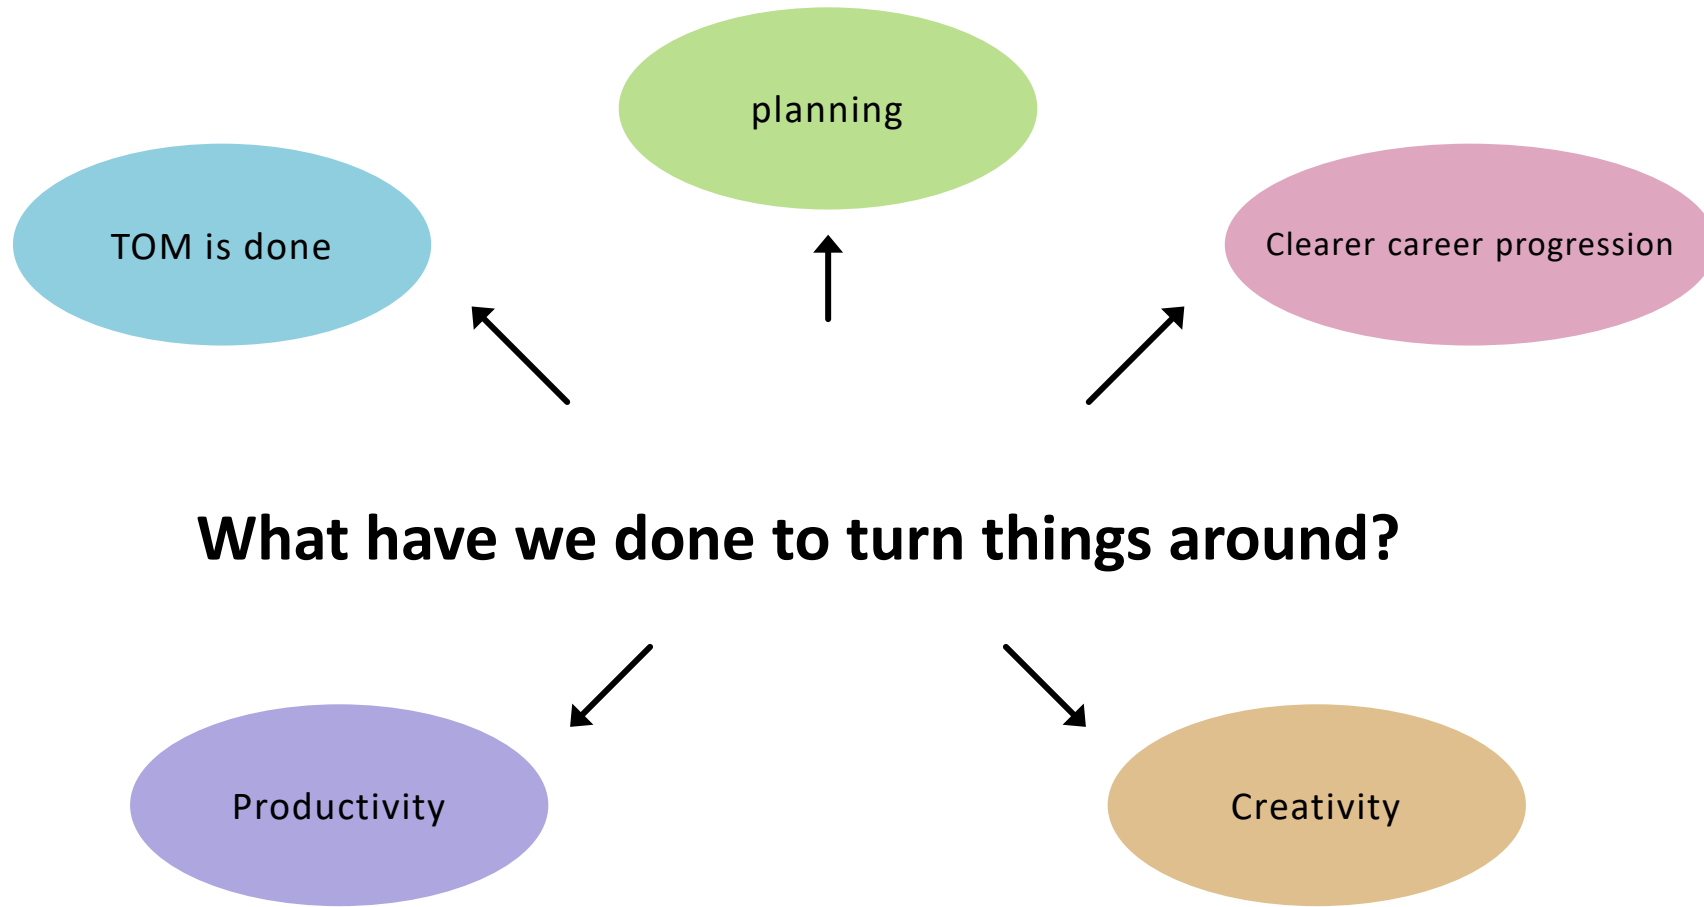 planning
TOM is done
Clearer career progression
What have we done to turn things around?
Productivity
Creativity